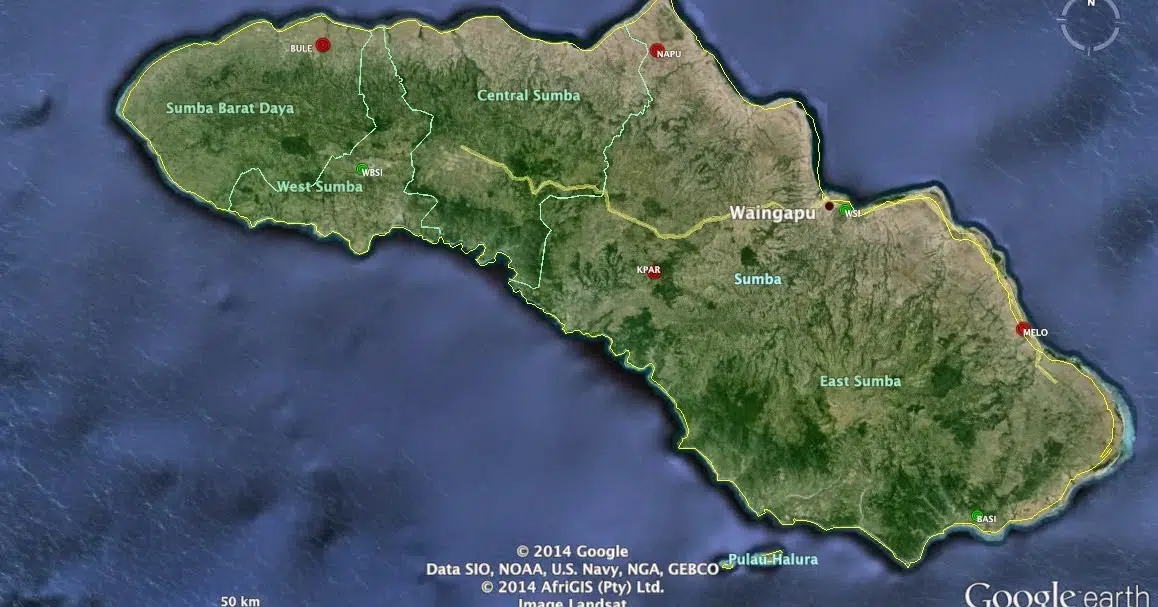 N
BULE
NAPU
Central Sumba
Sumba Barat Daya
WBSI
West Sumba
Waingapu
WSI
KPAR
Sumba
MELO
East Sumba
BASI
© 2014 Google
Pulau Halura
Data SIO, NOAA, U.S. Navy, NGA, GEBCO
© 2014 AfriGIS (Pty) Ltd.
Image Landsat
50 km
Google earth